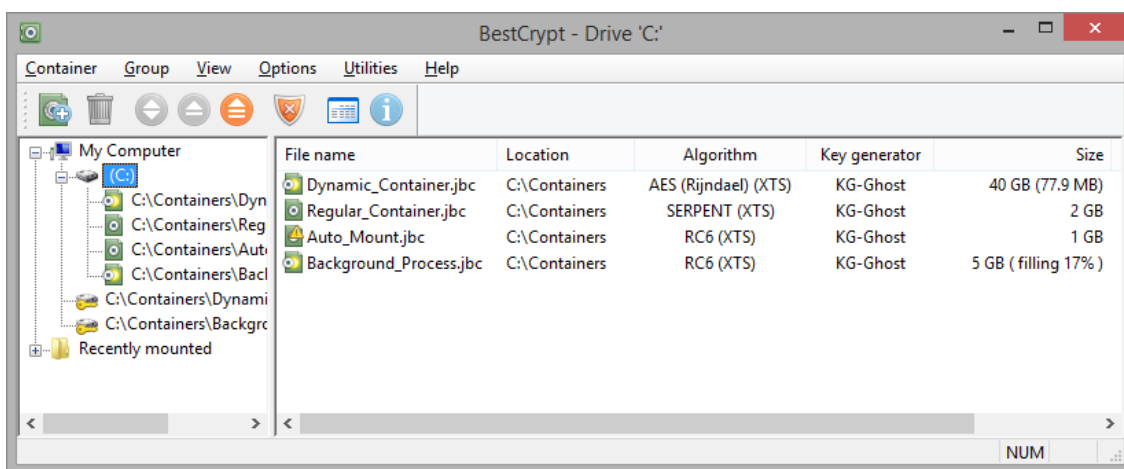 BestCrypt - Drive 'C:'
Container Group View Options Utilities Help
My Computer
(C:)
C:\Containers\Dyn
C:\Containers\Reg
C:\Containers\Aut
C:\Containers\Bacl
C:\Containers\Dynami
C:\Containers\Backgrc
Recently mounted
File name Location Algorithm Key generator Size
Dynamic_Container.jbc C:\Containers AES (Rijndael) (XTS) KG-Ghost 40 GB (77.9 MB)
Regular_Container.jbc C:\Containers SERPENT (XTS) KG-Ghost 2 GB
Auto_Mount.jbc C:\Containers RC6 (XTS) KG-Ghost 1 GB
Background_Process.jbc C:\Containers RC6 (XTS) KG-Ghost 5 GB ( filling 17% )
NUM